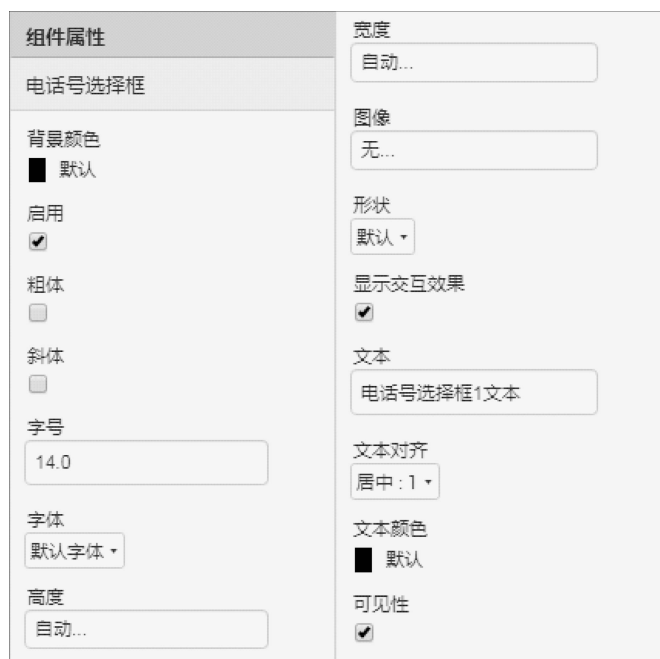 组件属性
电话号选择框
背景颜色
默认
启用
粗体
斜体
字号
14.0
字体
默认字体
高度
自动...
宽度
自动...
图像
无...
形状
默认
显示交互效果
文本
电话号选择框1文本
文本对齐
居中 : 1
文本颜色
默认
可见性